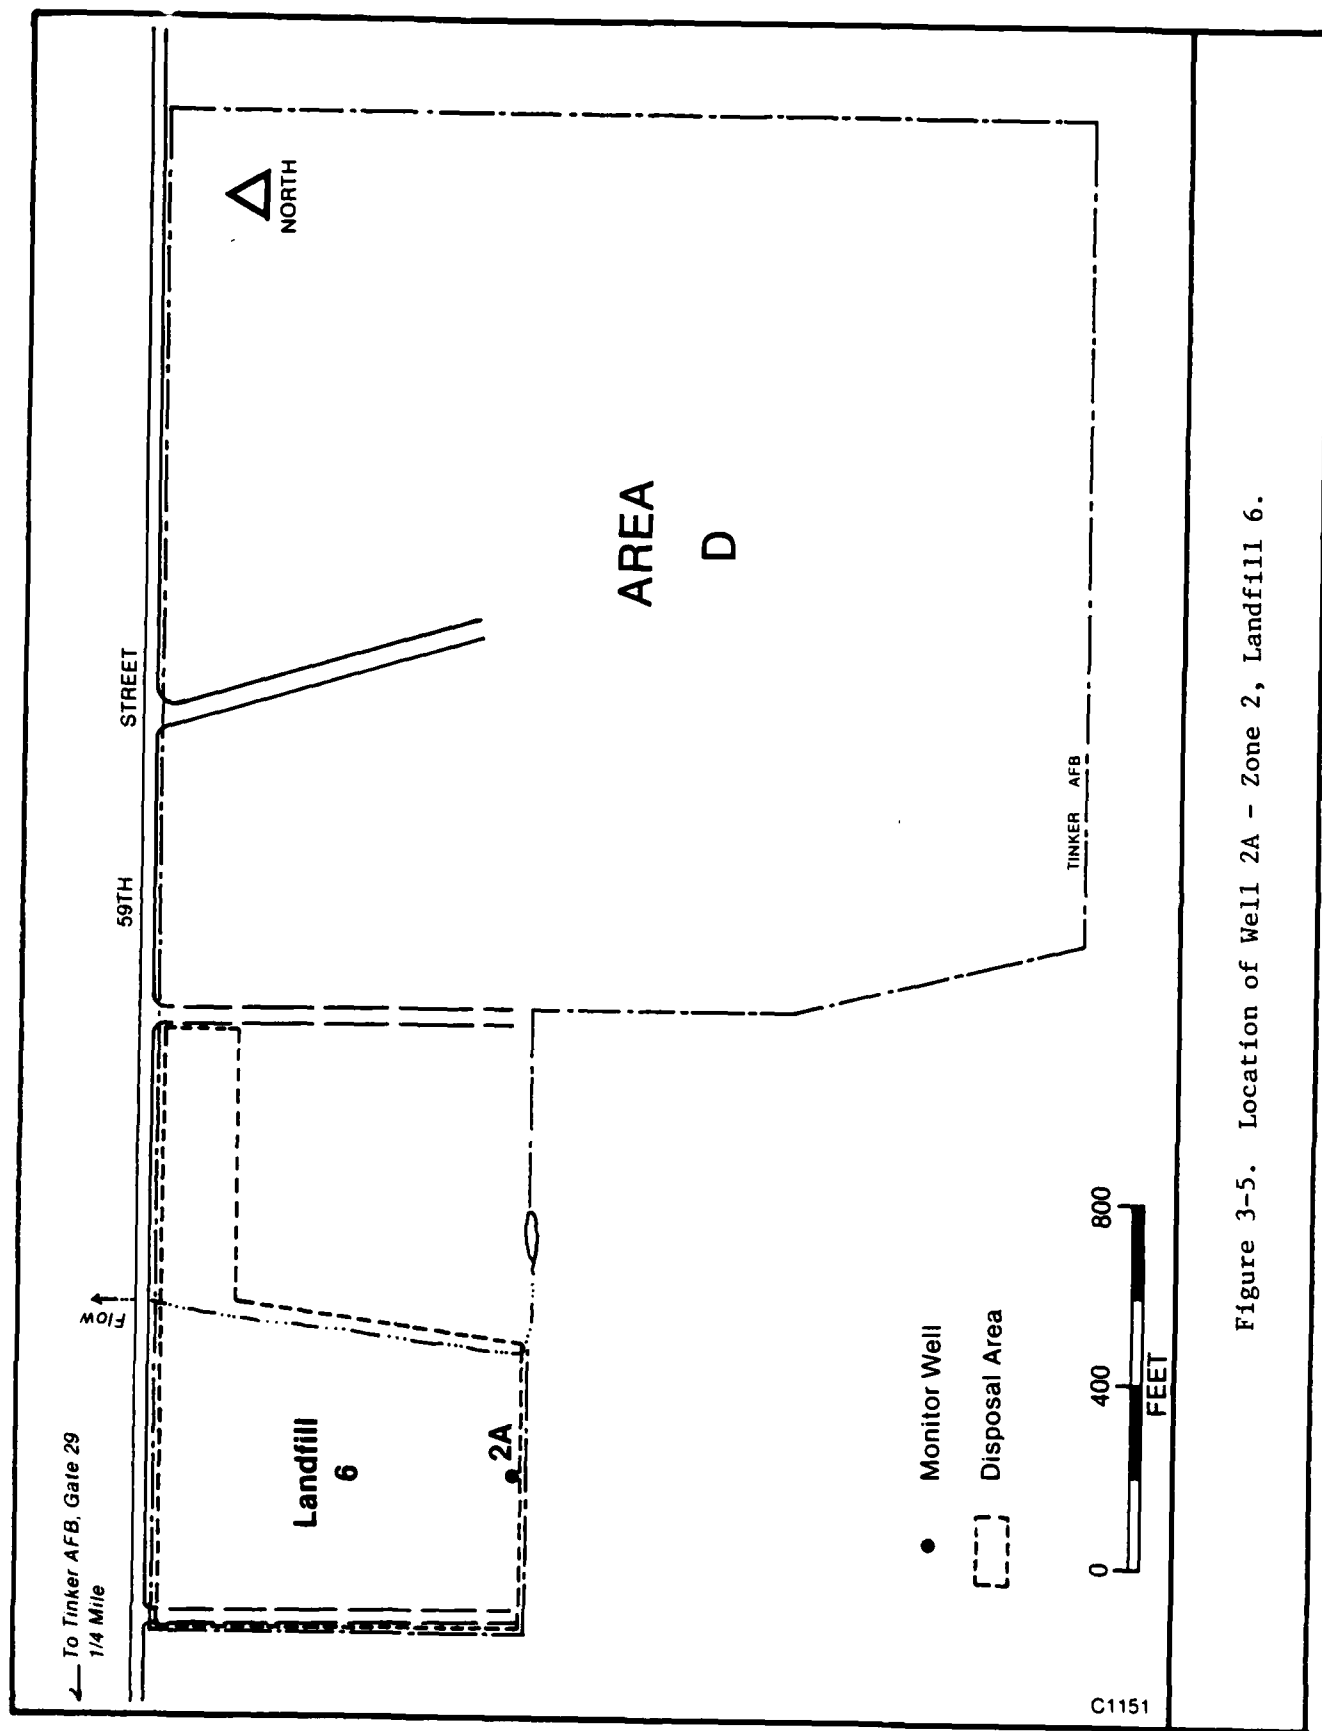 To Tinker AFB, Gate 29
1/4 Mile
Flow
59TH STREET
NORTH
Landfill
6
2A
AREA
D
TINKER AFB
Monitor Well
Disposal Area
0 400 800
FEET
C1151
Figure 3-5. Location of Well 2A - Zone 2, Landfill 6.